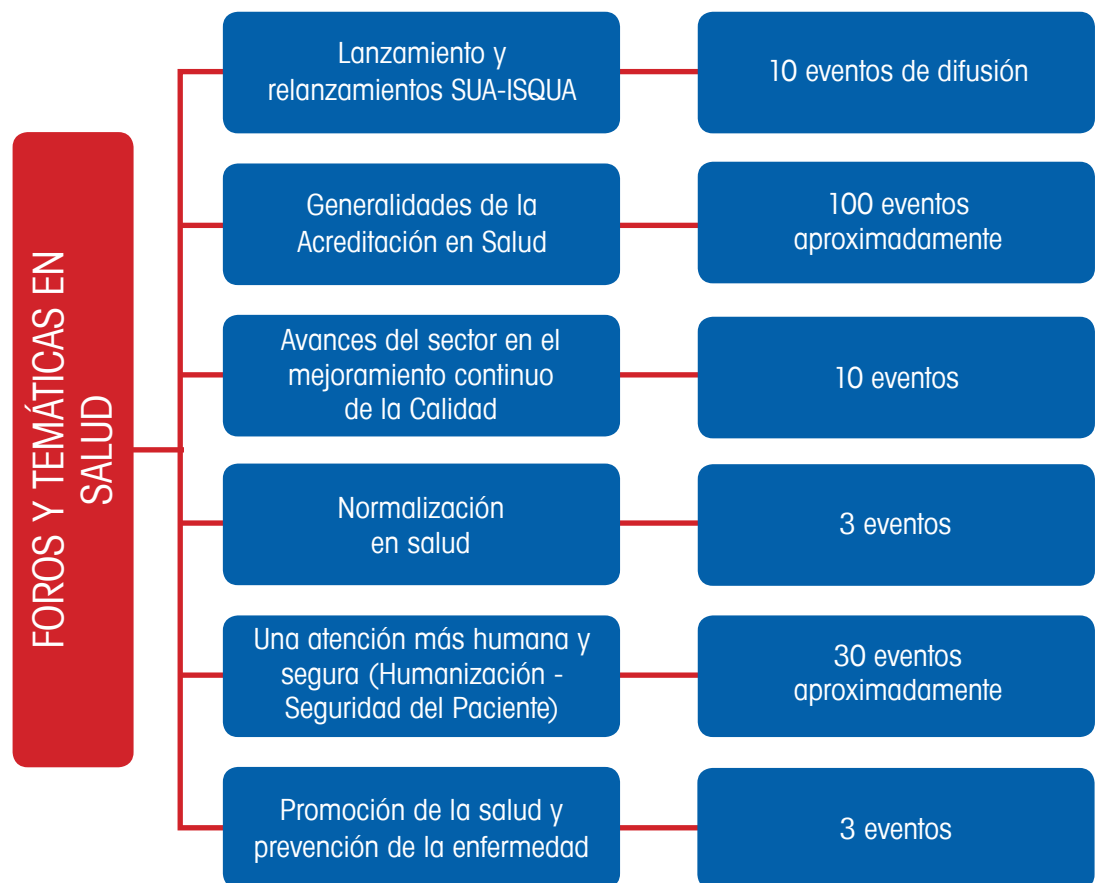 FOROS Y TEMÁTICAS EN
SALUD
Lanzamiento y
relanzamientos SUA-ISQUA
10 eventos de difusión
Generalidades de la
Acreditación en Salud
100 eventos
aproximadamente
Avances del sector en el
mejoramiento continuo
de la Calidad
10 eventos
Normalización
en salud
3 eventos
Una atención más humana y
segura (Humanización -
Seguridad del Paciente)
30 eventos
aproximadamente
Promoción de la salud y
prevención de la enfermedad
3 eventos